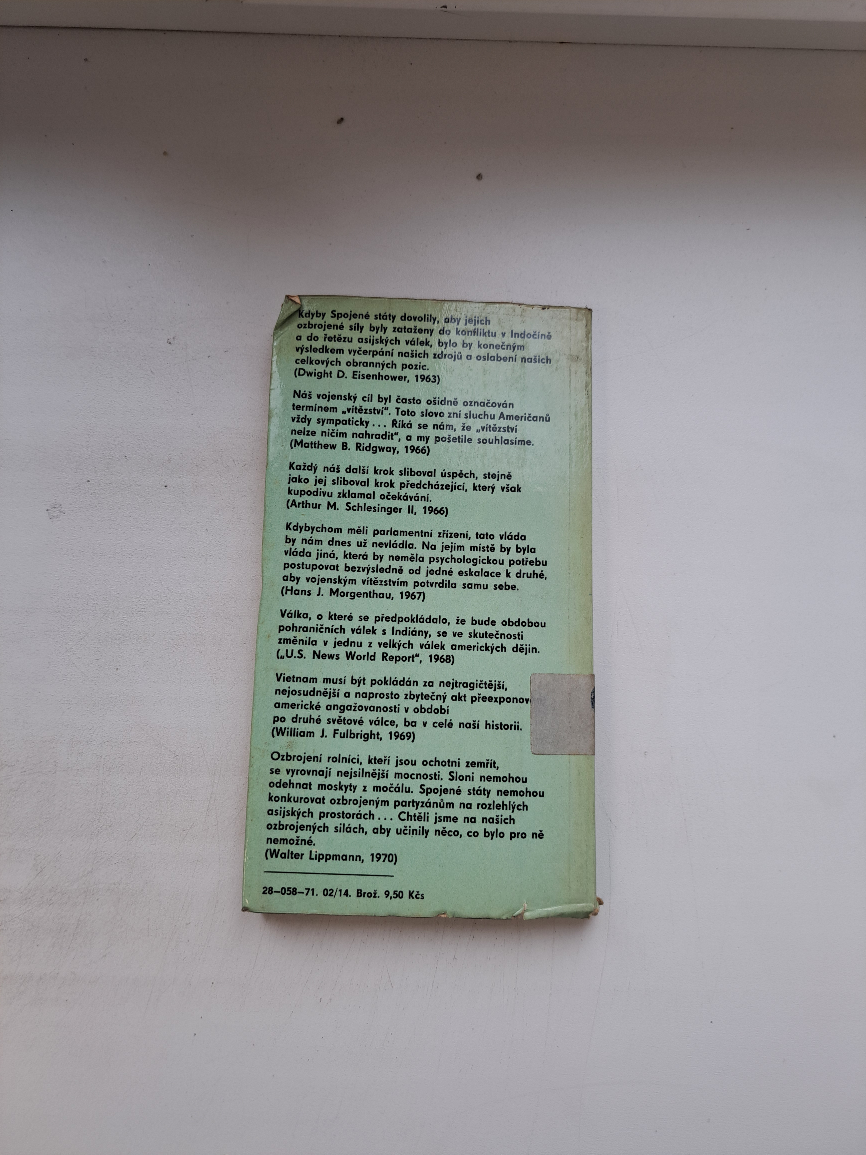 Kdyby Spojené státy dovolily, aby jejich
ozbrojené síly byly zataženy do konfliktu v Indočíně
a do řetězu asijských válek, bylo by konečným
výsledkem vyčerpání našich zdrojů a oslabení našich
celkových obranných pozic.
(Dwight D. Eisenhower, 1963)
Náš vojenský cíl byl často ošidně označován
termínem „vítězství“. Toto slovo zní sluchu Američanů
vždy sympaticky... Říká se nám, že „vítězství
nelze ničím nahradit“, a my pošetile souhlasíme.
(Matthew B. Ridgway, 1966)
Každý náš další krok sliboval úspěch, stejně
jako jej sliboval krok předcházející, který však
kupodivu zklamal očekávání.
(Arthur M. Schlesinger II, 1966)
Kdybychom měli parlamentní zřízení, tato vláda
by nám dnes už nevládla. Na jejím místě by byla
vláda jiná, která by neměla psychologickou potřebu
postupovat bezvýsledně od jedné eskalace k druhé,
aby vojenským vítězstvím potvrdila samu sebe.
(Hans J. Morgenthau, 1967)
Válka, o které se předpokládalo, že bude obdobou
pohraničních válek s Indiány, se ve skutečnosti
změnila v jednu z velkých válek amerických dějin.
(„U.S. News World Report“, 1968)
Vietnam musí být pokládán za nejtragičtější,
nejosudnější a naprosto zbytečný akt přeexpono
americké angažovanosti v období
po druhé světové válce, ba v celé naší historii.
(William J. Fulbright, 1969)
Ozbrojení rolníci, kteří jsou ochotni zemřít,
se vyrovnají nejsilnější mocnosti. Sloni nemohou
odehnat moskyty z močálu. Spojené státy nemohou
konkurovat ozbrojeným partyzánům na rozlehlých
asijských prostorách... Chtěli jsme na našich
ozbrojených silách, aby učinily něco, co bylo pro ně
nemožné.
(Walter Lippmann, 1970)
28–058–71. 02/14. Brož. 9,50 Kčs